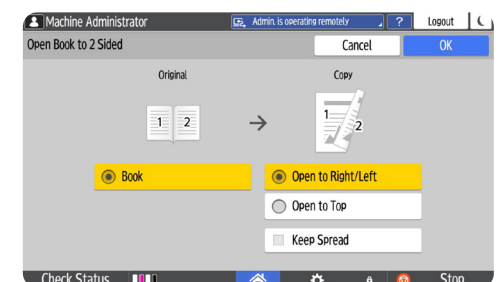 Machine Administrator
Admin. is operating remotely
?
Logout
Open Book to 2 Sided
Cancel
OK
Original
Copy
1 2
1 2
Book
Open to Right/Left
Open to Top
Keep Spread
Check Status
Stop